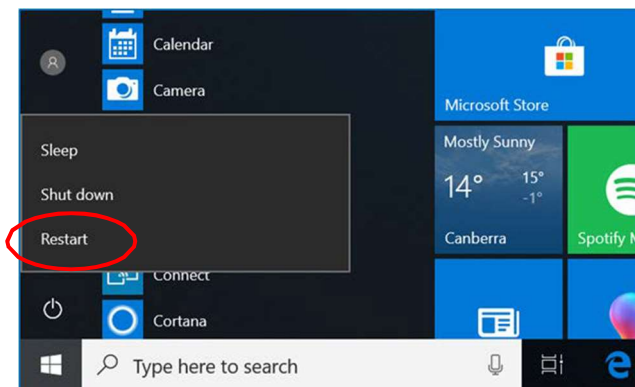 Calendar
Camera
Microsoft Store
Sleep
Shut down
Restart
Mostly Sunny
14° 15°
-1°
Canberra
Spotify
Connect
Cortana
Type here to search